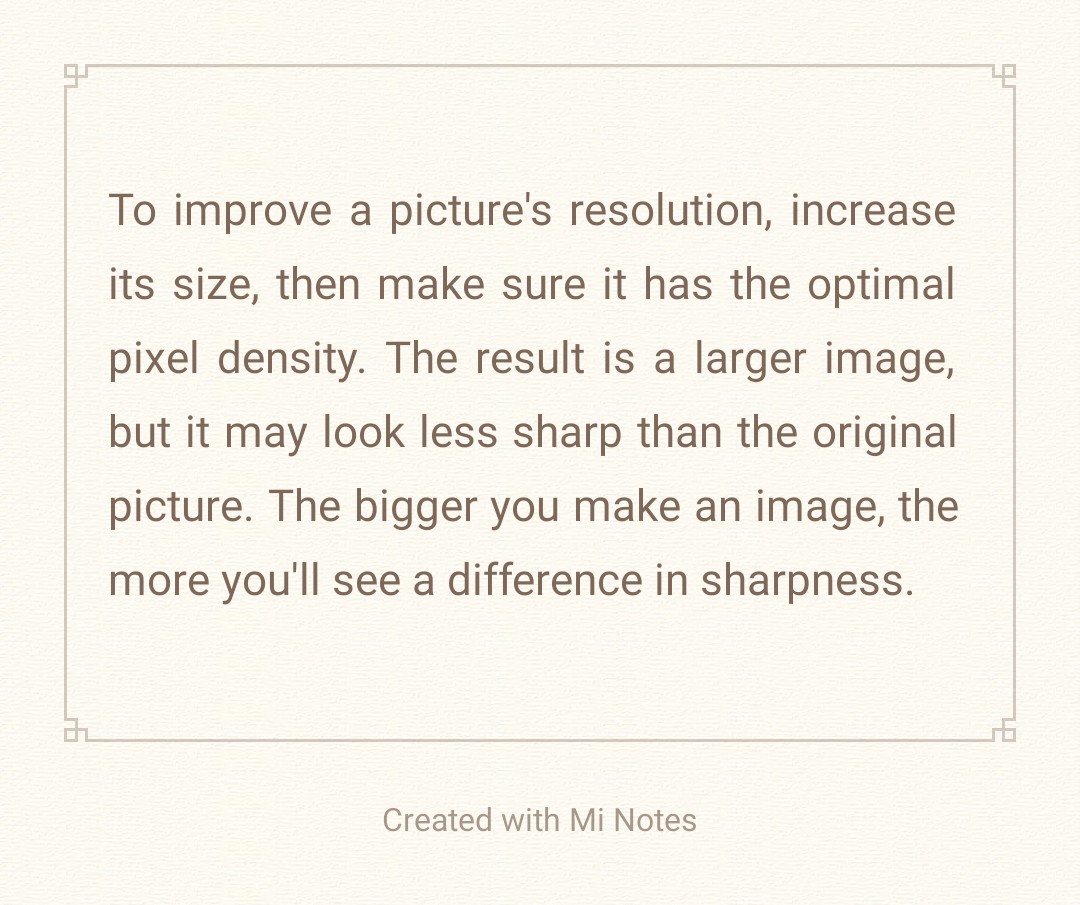 To improve a picture's resolution, increase
its size, then make sure it has the optimal
pixel density. The result is a larger image,
but it may look less sharp than the original
picture. The bigger you make an image, the
more you'll see a difference in sharpness.
Created with Mi Notes